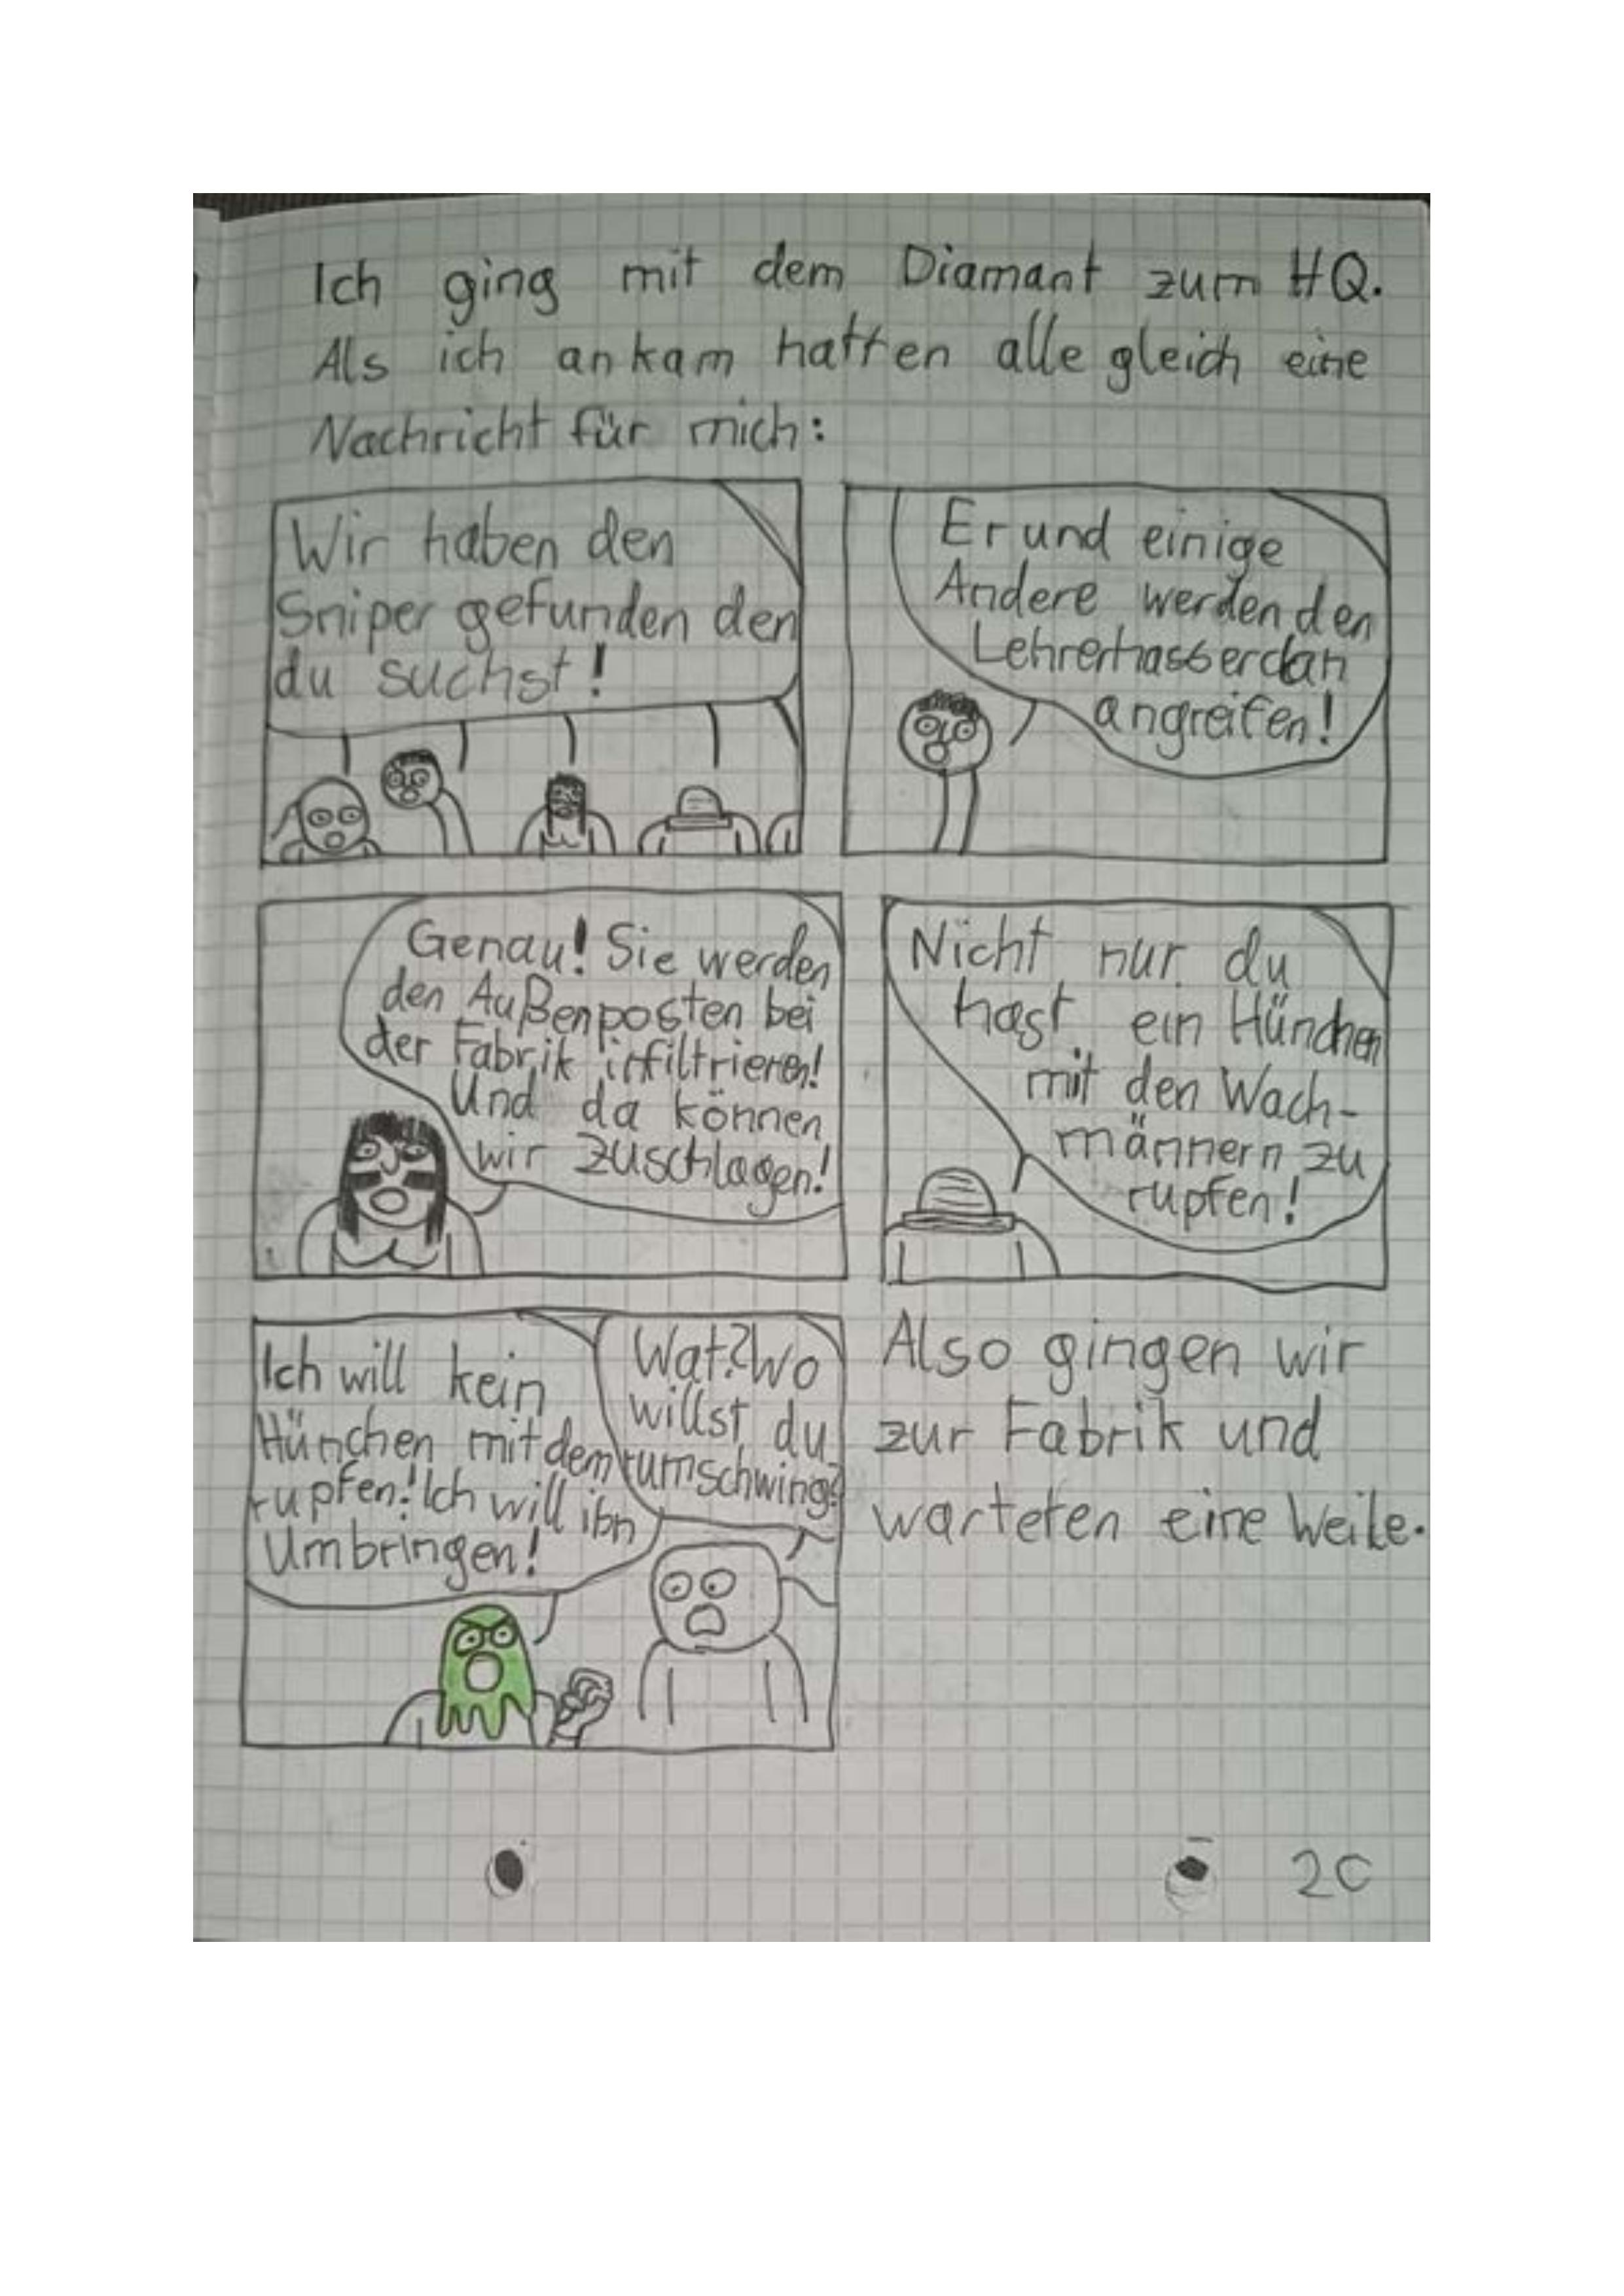 Ich ging mit dem Diamant zum HQ.
Als ich ankam hatten alle gleich eine
Nachricht für mich:
Wir haben den
Sniper gefunden den
du suchst!
Er und einige
Andere werden den
Lehrerhasserclan
angreifen!
Genau! Sie werden
den Außenposten bei
der Fabrik infiltrieren!
Und da können
wir zuschlagen!
Nicht nur du
hast ein Hünchen
mit den Wach-
männern zu
rupfen!
Ich will kein
Hünchen mit dem
rupfen! Ich will ihn
Umbringen!
Wat? Wo
willst du
rumschwing?
Also gingen wir
zur Fabrik und
warteten eine Weile.
20